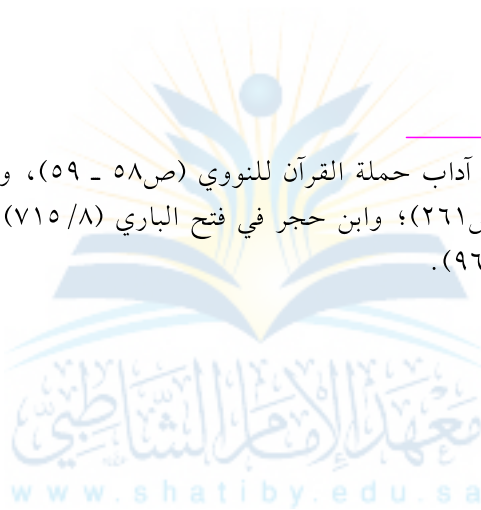 آداب حملة القرآن للنووي (ص٥٨ ـ ٥٩)، و
٢٦١)؛ وابن حجر في فتح الباري (٨/ ٧١٥)
٩٦).
معهد الإمام الشاطبي
www.shatiby.edu.sa